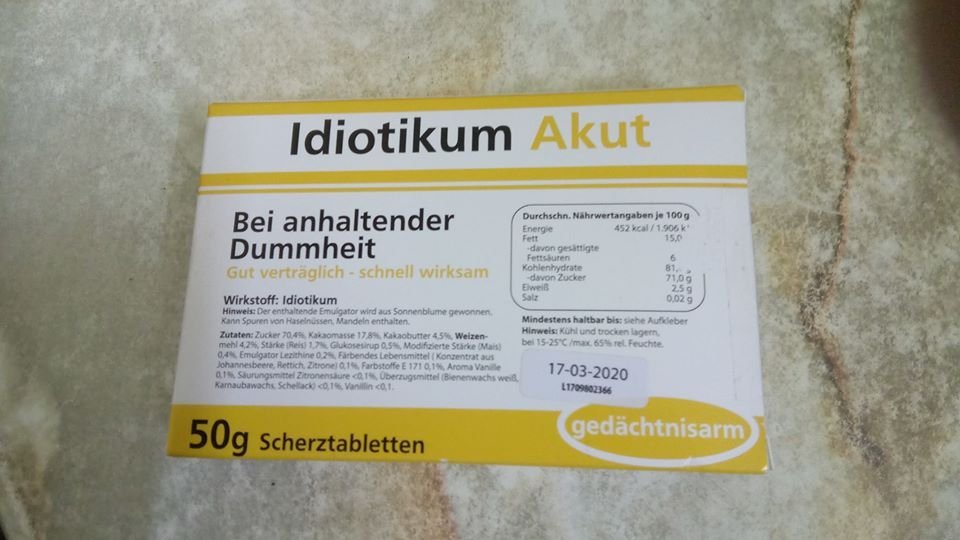 Idiotikum Akut
Bei anhaltender
Dummheit
Gut verträglich - schnell wirksam
Wirkstoff: Idiotikum
Hinweis: Der enthaltende Emulgator wird aus Sonnenblume gewonnen.
Kann Spuren von Haselnüssen, Mandeln enthalten.
Zutaten: Zucker 70,4%, Kakaomasse 17,8%, Kakaobutter 4,5%, Weizen-
mehl 4,2%, Stärke (Reis) 1,7%, Glukosesirup 0,5%, Modifizierte Stärke (Mais)
0,4%, Emulgator Lezithine 0,2%, Färbendes Lebensmittel ( Konzentrat aus
Johannesbeere, Rettich, Zitrone) 0,1%, Farbstoffe E 171 0,1%, Aroma Vanille
0,1%, Säurungsmittel Zitronensäure <0,1%, Überzugsmittel (Bienenwachs weiß,
Karnaubawachs, Schellack) <0,1%, Vanillin <0,1.
Durchschn. Nährwertangaben je 100 g
Energie 452 kcal / 1.906
Fett 15,0
-davon gesättigte
Fettsäuren 6
Kohlenhydrate 81,
-davon Zucker 71,0 g
Eiweiß 2,5 g
Salz 0,02 g
Mindestens haltbar bis: siehe Aufkleber
Hinweis: Kühl und trocken lagern,
bei 15-25°C /max. 65% rel. Feuchte.
17-03-2020
L1709802366
50g Scherztabletten
gedächtnisarm